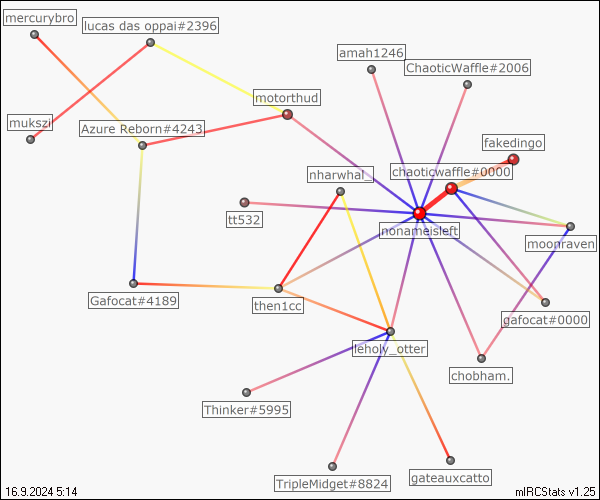 mercurybro
lucas das oppai#2396
amah1246
ChaoticWaffle#2006
motorthud
mukszi
Azure Reborn#4243
fakedingo
nharwhal_
chaoticwaffle#0000
tt532
nonameisleft
moonraven
Gafocat#4189
then1cc
gafocat#0000
leholy_otter
chobham.
Thinker#5995
TripleMidget#8824
gateauxcatto
16.9.2024 5:14
mIRCStats v1.25